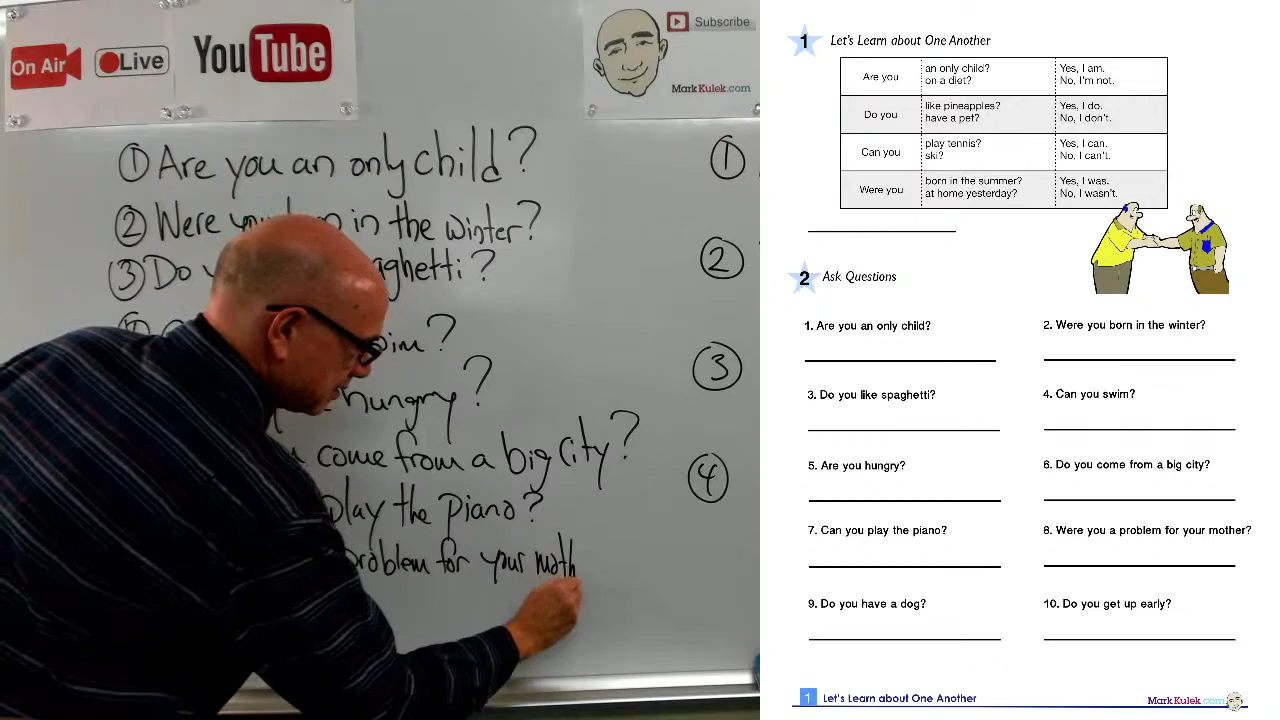 On Air
Live
YouTube
Subscribe
MarkKulek.com
① Are you an only child?
② Were you in the winter?
③ Do spaghetti?
?
hungry?
come from a big city?
play the piano?
problem for your moth
①
②
③
④
1 Let's Learn about One Another
Are you
an only child?
on a diet?
Yes, I am.
No, I'm not.
Do you
like pineapples?
have a pet?
Yes, I do.
No, I don't.
Can you
play tennis?
ski?
Yes, I can.
No. I can't.
Were you
born in the summer?
at home yesterday?
Yes, I was.
No, I wasn't.
2 Ask Questions
1. Are you an only child?
2. Were you born in the winter?
3. Do you like spaghetti?
4. Can you swim?
5. Are you hungry?
6. Do you come from a big city?
7. Can you play the piano?
8. Were you a problem for your mother?
9. Do you have a dog?
10. Do you get up early?
1 Let's Learn about One Another
MarkKulek.com